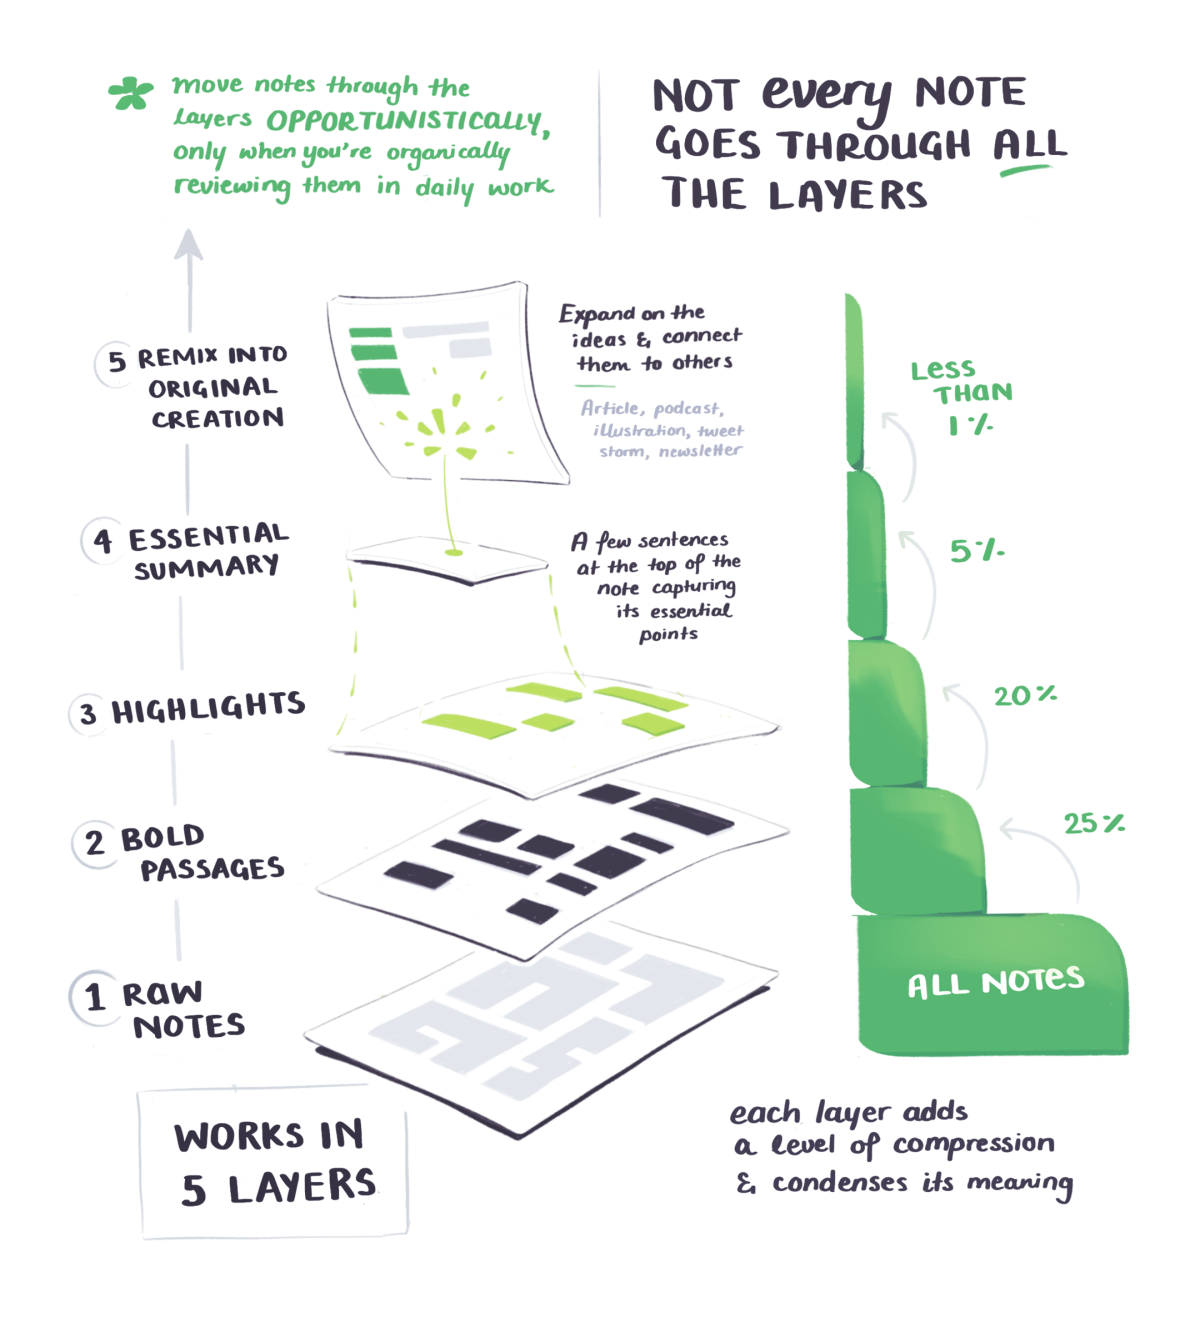 move notes through the
layers OPPORTUNISTICALLY,
only when you're organically
reviewing them in daily work
NOT every NOTE
GOES THROUGH ALL
THE LAYERS
5 REMIX INTO
ORIGINAL
CREATION
Expand on the
ideas & connect
them to others
Article, podcast,
illustration, tweet
storm, newsletter
LESS
THAN
1%
4 ESSENTIAL
SUMMARY
A few sentences
at the top of the
note capturing
its essential
points
5%
3 HIGHLIGHTS
20%
2 BOLD
PASSAGES
25%
1 RAW
NOTES
ALL NOTES
WORKS IN
5 LAYERS
each layer adds
a level of compression
& condenses its meaning